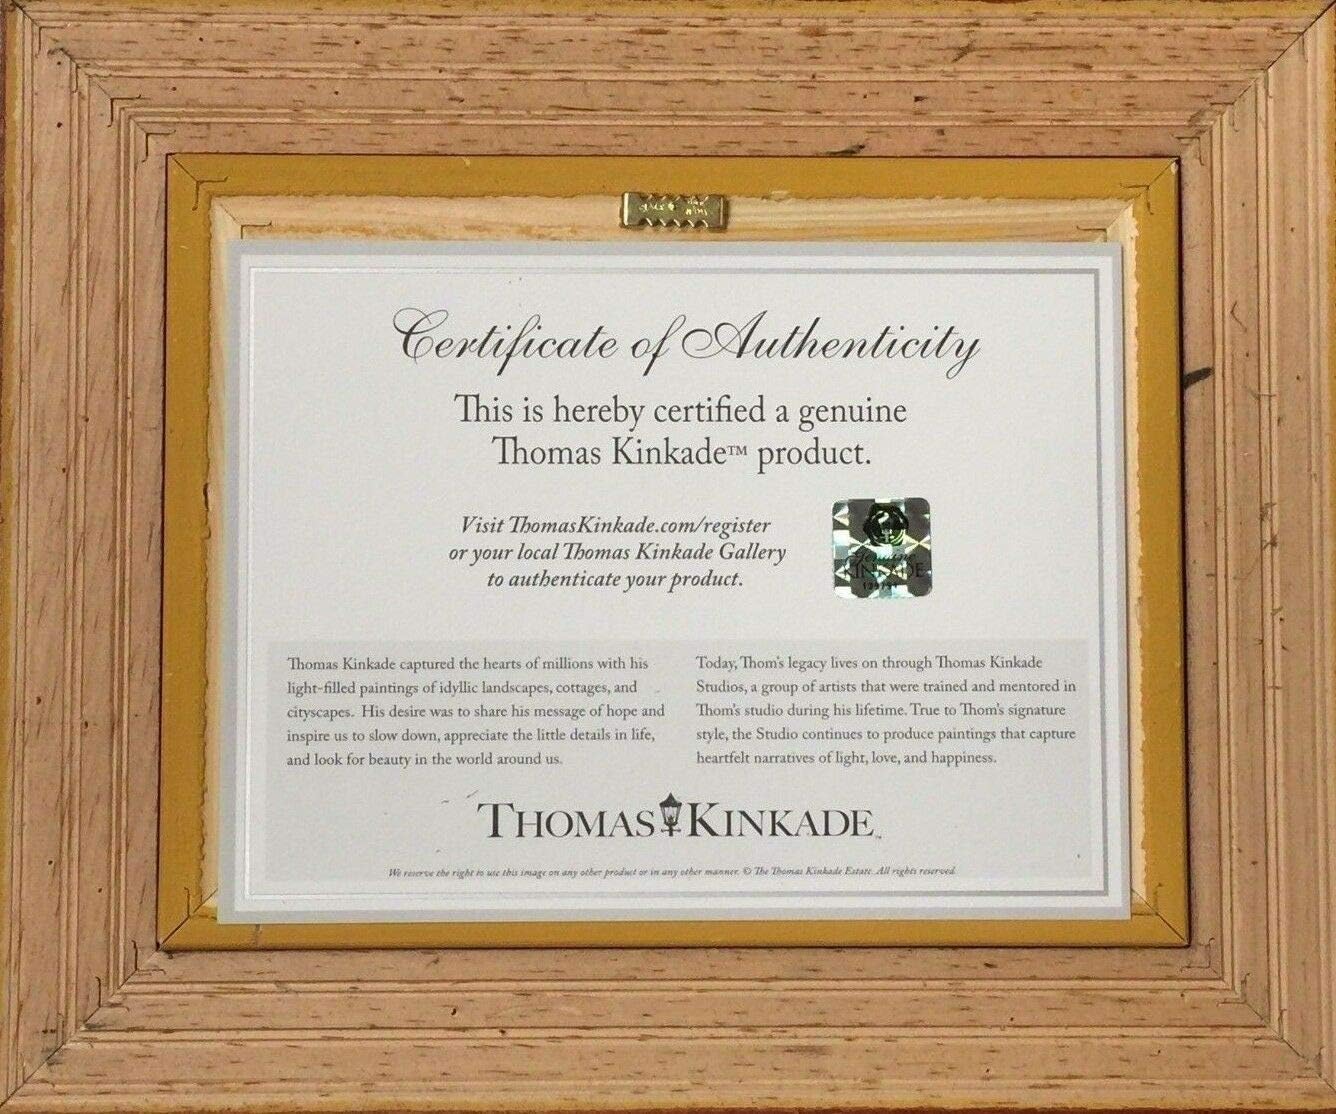 Certificate of Authenticity
This is hereby certified a genuine
Thomas Kinkade™ product.
Visit ThomasKinkade.com/register
or your local Thomas Kinkade Gallery
to authenticate your product.
Genuine
KINKADE
Thomas Kinkade captured the hearts of millions with his
light-filled paintings of idyllic landscapes, cottages, and
cityscapes. His desire was to share his message of hope and
inspire us to slow down, appreciate the little details in life,
and look for beauty in the world around us.
Today, Thom's legacy lives on through Thomas Kinkade
Studios, a group of artists that were trained and mentored in
Thom's studio during his lifetime. True to Thom's signature
style, the Studio continues to produce paintings that capture
heartfelt narratives of light, love, and happiness.
THOMAS KINKADE™
We reserve the right to use this image on any other product or in any other manner. © The Thomas Kinkade Estate. All rights reserved.